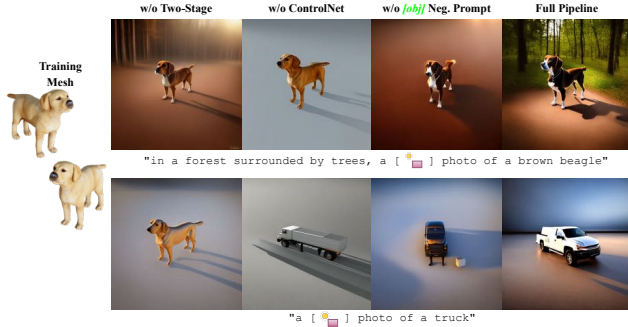 w/o Two-Stage w/o ControlNet w/o [obj] Neg. Prompt Full Pipeline
Training
Mesh
"in a forest surrounded by trees, a [ ] photo of a brown beagle"
"a [ ] photo of a truck"